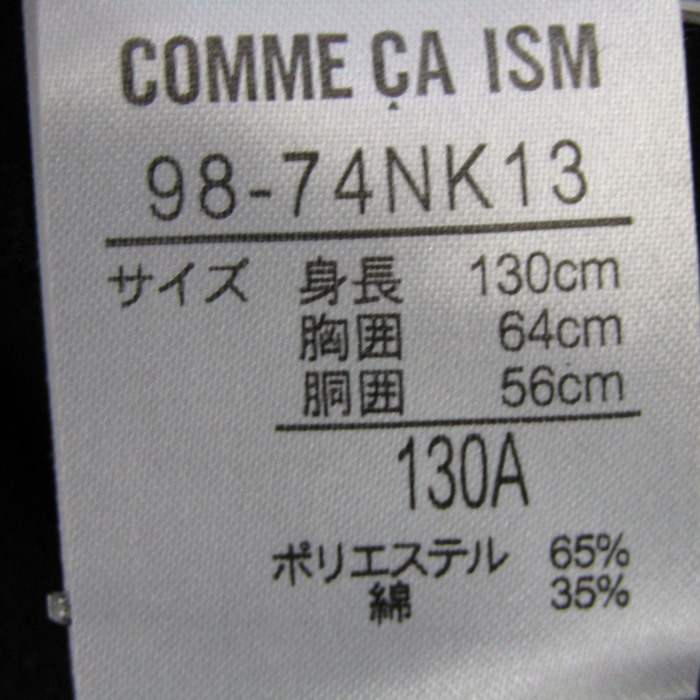 COMME ÇA ISM
98-74NK13
サイズ 身長 130cm
胸囲 64cm
胴囲 56cm
130A
ポリエステル 65%
綿 35%